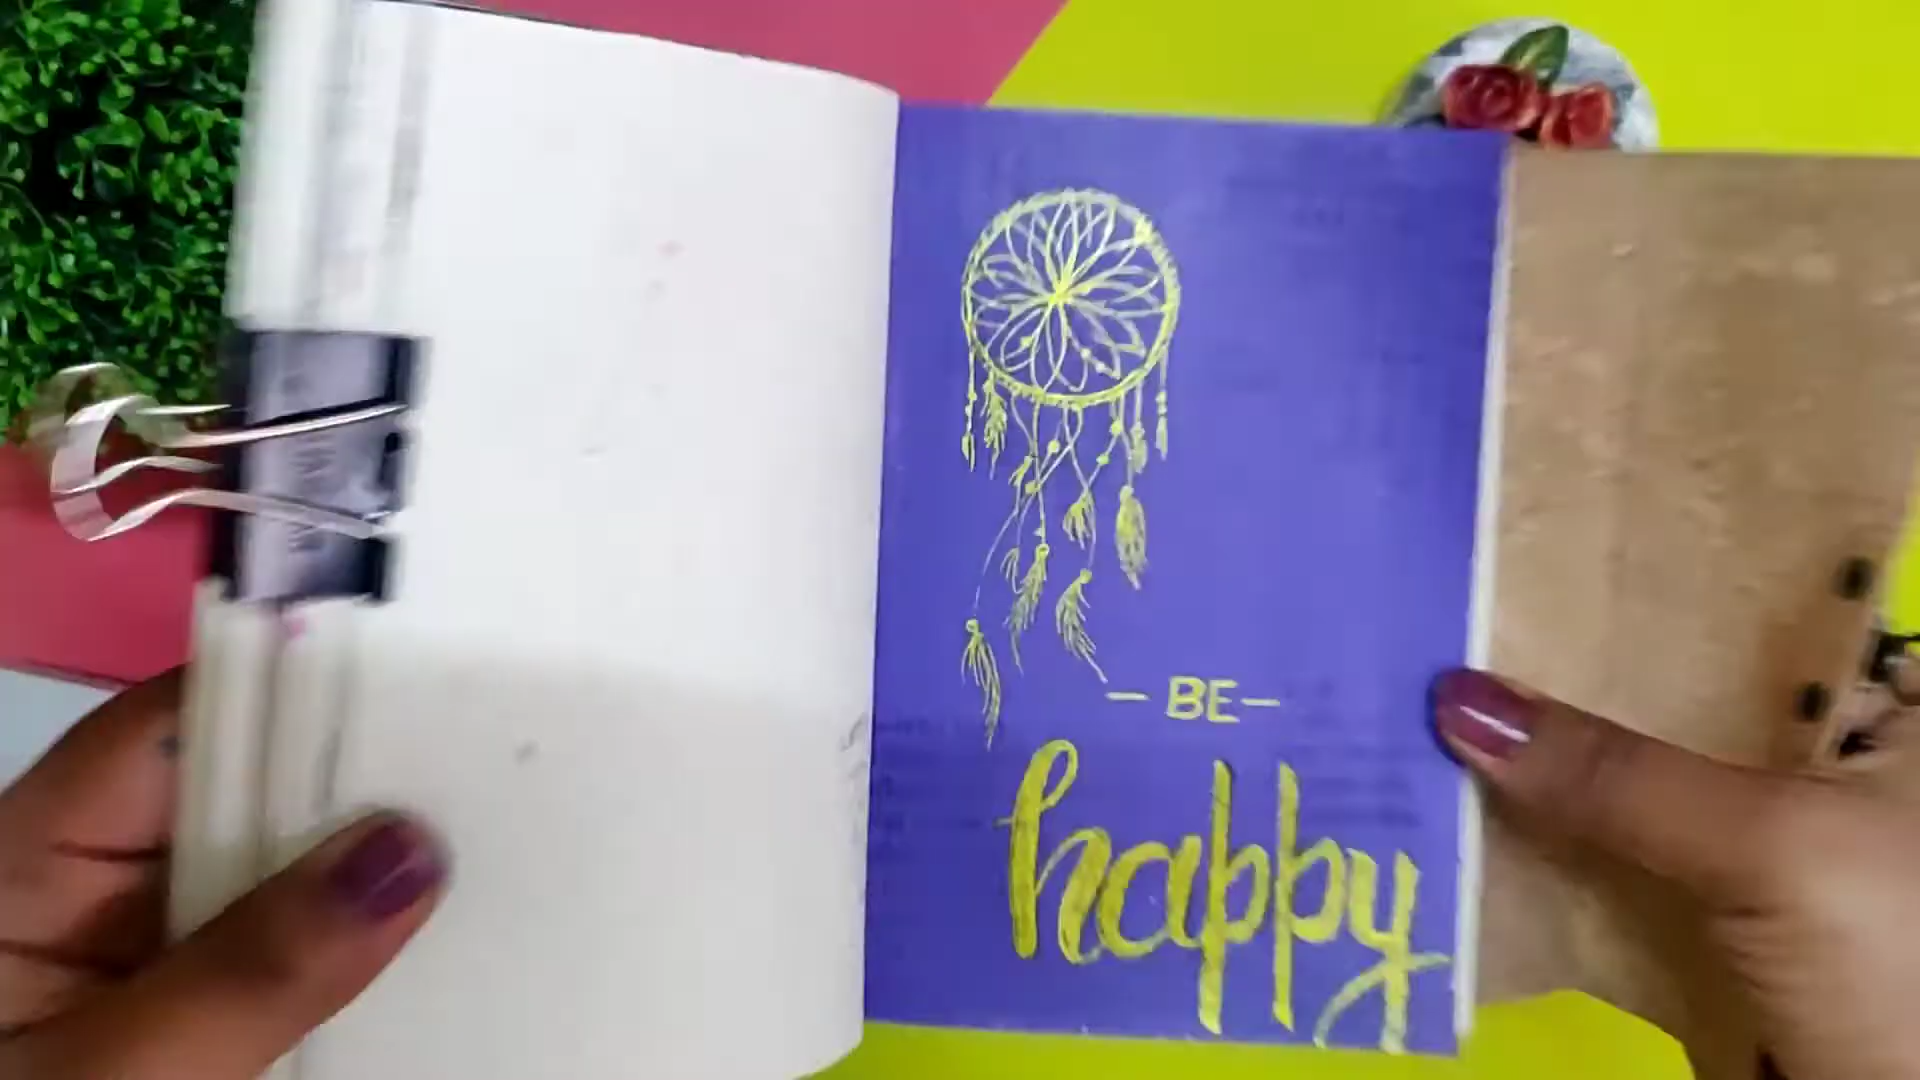 — BE —
happy